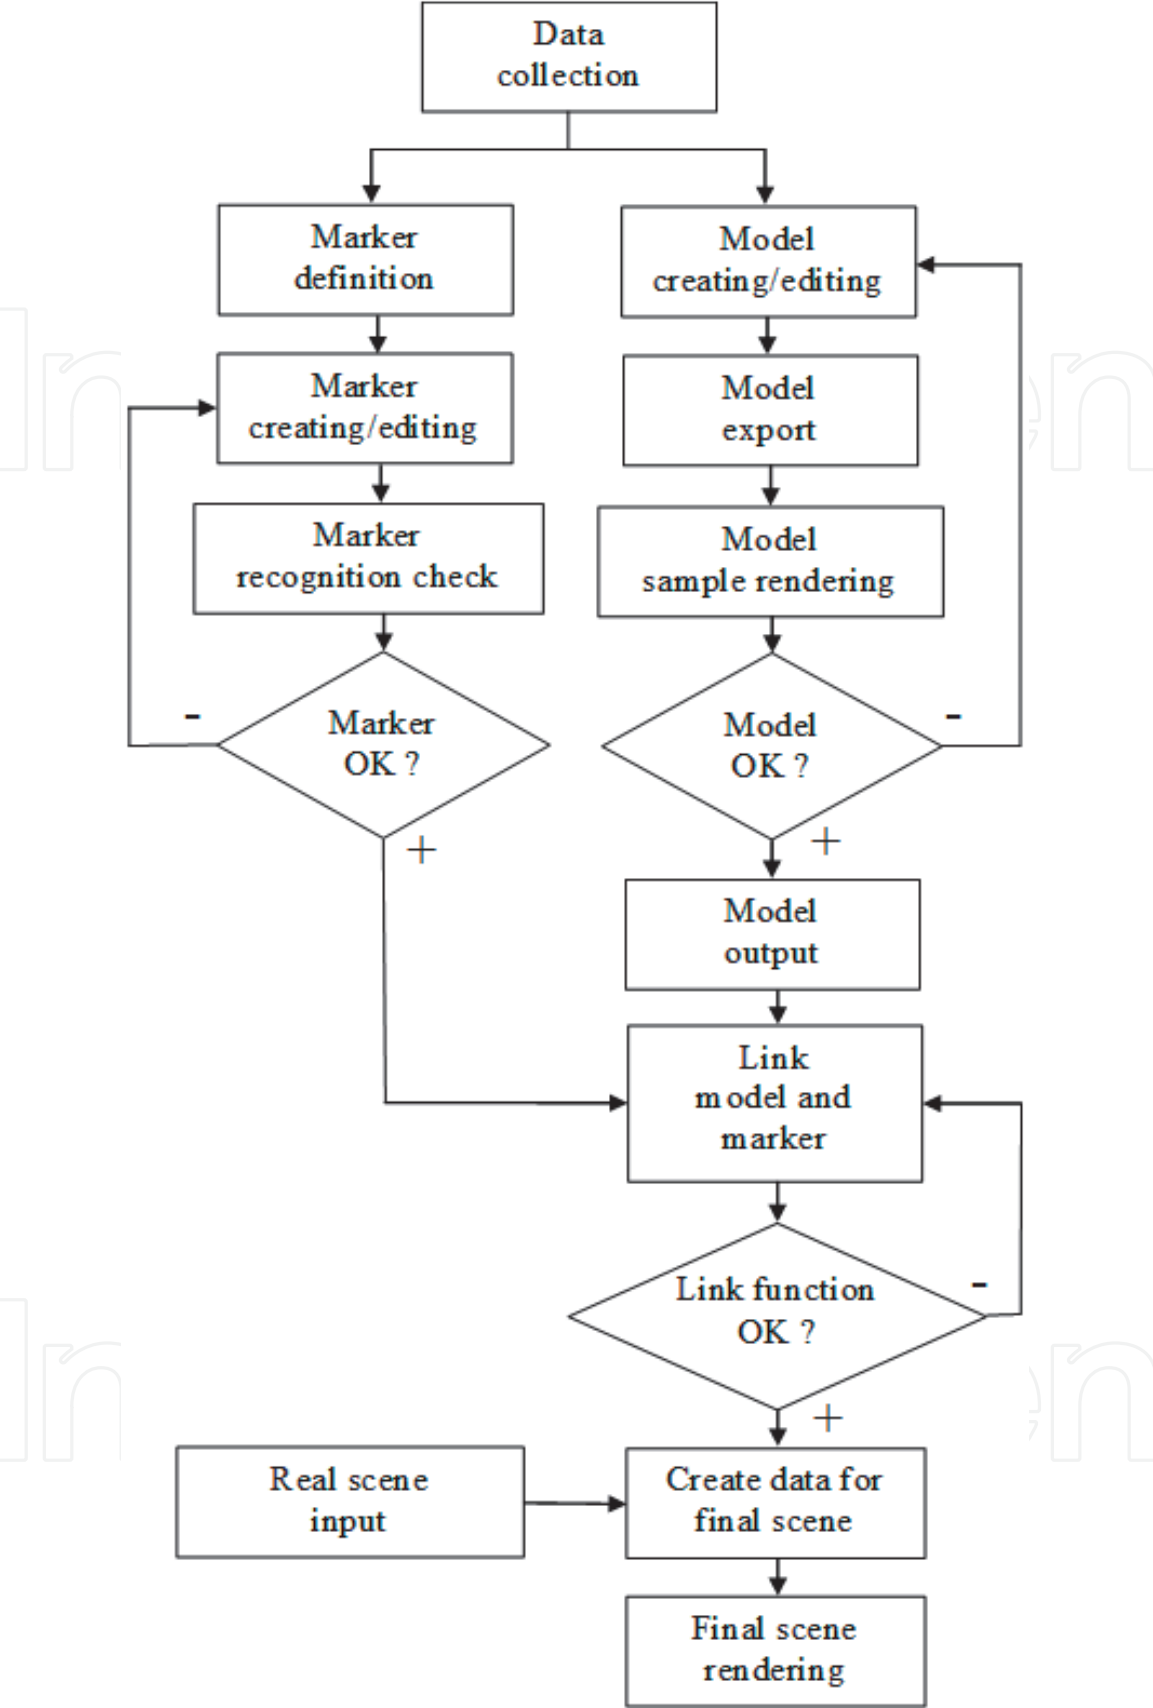 Data
collection
Marker
definition
Model
creating/editing
Marker
creating/editing
Model
export
Marker
recognition check
Model
sample rendering
-
Marker
OK ?
+
Model
OK ?
-
+
Model
output
Link
model and
marker
Link function
OK ?
-
+
Real scene
input
Create data for
final scene
Final scene
rendering